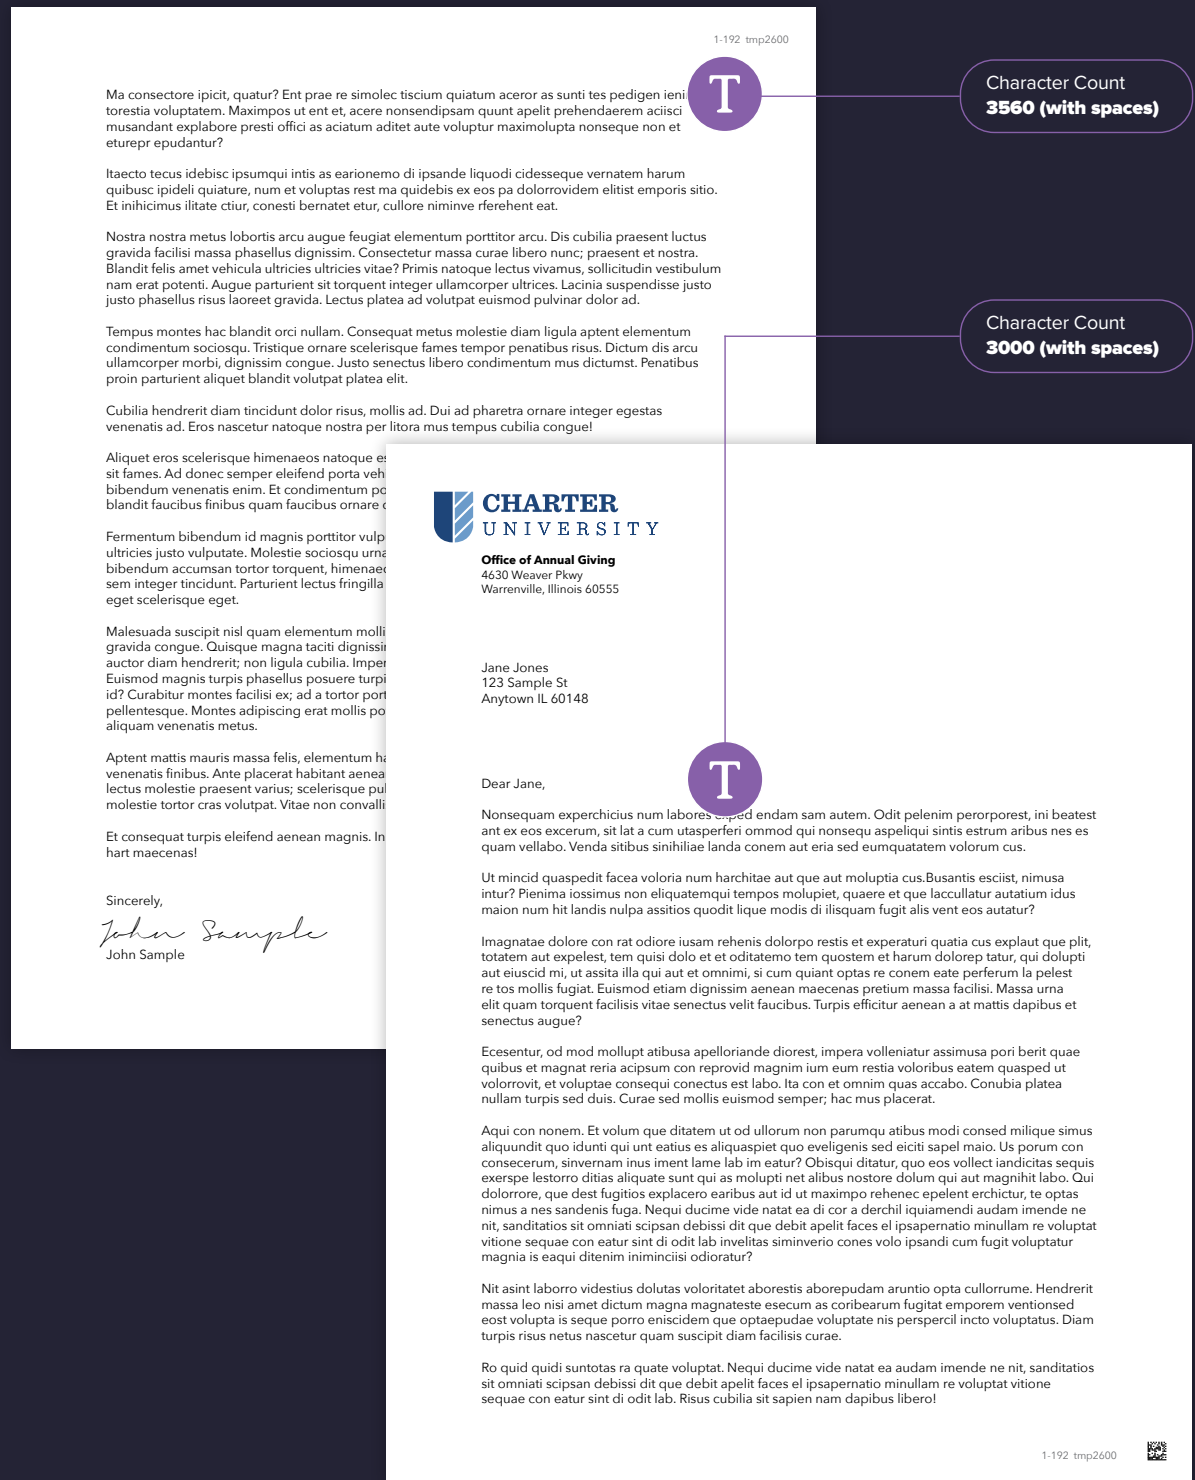 1-192 tmp2600
T
Character Count
3560 (with spaces)
Ma consectore ipicit, quatur? Ent prae re simolec tiscium quiatum aceror as sunti tes pedigen
torestia voluptatem. Maximpos ut ent et, acere nonsendipsam quunt apelit prehendaerem aciisci
musandant explabore presti offici as aciatum aditet aute voluptur maximolupta nonseque non et
eturepr epudantur?
Itaecto tecus idebisc ipsumqui intis as earionemo di ipsande liquodi cidesseque vernatem harum
quibusc ipideli quiature, num et voluptas rest ma quidebis ex eos pa dolorrovidem elitist emporis sitio.
Et inihicimus ilitate ctiur, conesti bernatet etur, cullore niminve rferehent eat.
Nostra nostra metus lobortis arcu augue feugiat elementum porttitor arcu. Dis cubilia praesent luctus
gravida facilisi massa phasellus dignissim. Consectetur massa curae libero nunc; praesent et nostra.
Blandit felis amet vehicula ultricies ultricies vitae? Primis natoque lectus vivamus, sollicitudin vestibulum
nam erat potenti. Augue parturient sit torquent integer ullamcorper ultrices. Lacinia suspendisse justo
justo phasellus risus laoreet gravida. Lectus platea ad volutpat euismod pulvinar dolor ad.
Tempus montes hac blandit orci nullam. Consequat metus molestie diam ligula aptent elementum
condimentum sociosqu. Tristique ornare scelerisque fames tempor penatibus risus. Dictum dis arcu
ullamcorper morbi, dignissim congue. Justo senectus libero condimentum mus dictumst. Penatibus
proin parturient aliquet blandit volutpat platea elit.
Cubilia hendrerit diam tincidunt dolor risus, mollis ad. Dui ad pharetra ornare integer egestas
venenatis ad. Eros nascetur natoque nostra per litora mus tempus cubilia congue!
Aliquet eros scelerisque himenaeos natoque
sit fames. Ad donec semper eleifend porta
bibendum venenatis enim. Et condimentum
blandit faucibus finibus quam faucibus ornare
Fermentum bibendum id magnis porttitor
ultricies justo vulputate. Molestie sociosqu
bibendum accumsan tortor torquent,
sem integer tincidunt. Parturient lectus fringilla
eget scelerisque eget.
Malesuada suscipit nisl quam elementum
gravida congue. Quisque magna taciti
auctor diam hendrerit; non ligula cubilia.
Euismod magnis turpis phasellus posuere
id? Curabitur montes facilisi ex; ad a tortor
pellentesque. Montes adipiscing erat mollis
aliquam venenatis metus.
Aptent mattis mauris massa felis, elementum
venenatis finibus. Ante placerat habitant
lectus molestie praesent varius; scelerisque
molestie tortor cras volutpat. Vitae non
Et consequat turpis eleifend aenean magnis. In
hart maecenas!
Sincerely,
John Sample
John Sample
Character Count
3000 (with spaces)
CHARTER
UNIVERSITY
Office of Annual Giving
4630 Weaver Pkwy
Warrenville, Illinois 60555
Jane Jones
123 Sample St
Anytown IL 60148
T
Dear Jane,
Nonsequam experchicius num labores endam sam autem. Odit pelenim perorporest, ini beatest
ant ex eos excerum, sit lat a cum utasperferi ommod qui nonsequ aspeliqui sintis estrum aribus nes es
quam vellabo. Venda sitibus sinihiliae landa conem aut eria sed eumquatatem volorum cus.
Ut mincid quaspedit facea voloria num harchitae aut que aut moluptia cus.Busantis esciist, nimusa
intur? Pienima iossimus non eliquatemqui tempos molupiet, quaere et que laccullatur autatium idus
maion num hit landis nulpa assitios quodit lique modis di ilisquam fugit alis vent eos autatur?
Imagnatae dolore con rat odiore iusam rehenis dolorpo restis et experaturi quatia cus explaut que plit,
totatem aut expelest, tem quisi dolo et et oditatemo tem quostem et harum dolorep tatur, qui dolupti
aut eiuscid mi, ut assita illa qui aut et omnimi, si cum quiant optas re conem eate perferum la pelest
re tos mollis fugiat. Euismod etiam dignissim aenean maecenas pretium massa facilisi. Massa urna
elit quam torquent facilisis vitae senectus velit faucibus. Turpis efficitur aenean a at mattis dapibus et
senectus augue?
Ecesentur, od mod mollupt atibusa apelloriande diorest, impera volleniatur assimusa pori berit quae
quibus et magnat reria acipsum con reprovid magnim ium eum restia voloribus eatem quasped ut
volorrovit, et voluptae consequi conectus est labo. Ita con et omnim quas accabo. Conubia platea
nullam turpis sed duis. Curae sed mollis euismod semper; hac mus placerat.
Aqui con nonem. Et volum que ditatem ut od ullorum non parumqu atibus modi consed milique simus
aliquundit quo idunti qui unt eatius es aliquaspiet quo eveligenis sed eiciti sapel maio. Us porum con
consecerum, sinvernam inus iment lame lab im eatur? Obisqui ditatur, quo eos vollect iandicitas sequis
exerspe lestorro ditias aliquate sunt qui as molupti net alibus nostore dolum qui aut magnihit labo. Qui
dolorrore, que dest fugitios explacero earibus aut id ut maximpo rehenec epelent erchictur, te optas
nimus a nes sandenis fuga. Nequi ducime vide natat ea di cor a derchil iquiamendi audam imende ne
nit, sanditatios sit omniati scipsan debissi dit que debit apelit faces el ipsapernatio minullam re voluptat
vitione sequae con eatur sint di odit lab invelitas siminverio cones volo ipsandi cum fugit voluptatur
magnia is eaqui ditenim iniminciisi odioratur?
Nit asint laborro videstius dolutas voloritatet aborestis aborepudam aruntio opta cullorrume. Hendrerit
massa leo nisi amet dictum magna magnateste esecum as coribearum fugitat emporem ventionsed
eost volupta is seque porro eniscidem que optaepudae voluptate nis perspercil incto voluptatus. Diam
turpis risus netus nascetur quam suscipit diam facilisis curae.
Ro quid quidi suntotas ra quate voluptat. Nequi ducime vide natat ea audam imende ne nit, sanditatios
sit omniati scipsan debissi dit que debit apelit faces el ipsapernatio minullam re voluptat vitione
sequae con eatur sint di odit lab. Risus cubilia sit sapien nam dapibus libero!
1-192 tmp2600